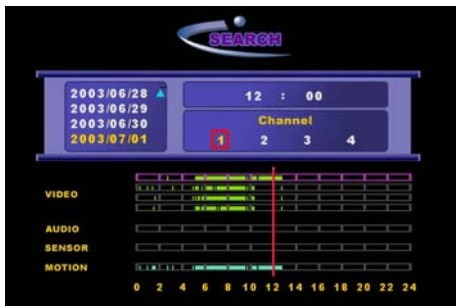 SEARCH
2003/06/28
2003/06/29
2003/06/30
2003/07/01
12 : 00
Channel
1 2 3 4
VIDEO
AUDIO
SENSOR
MOTION
0 2 4 6 8 10 12 14 16 18 20 22 24